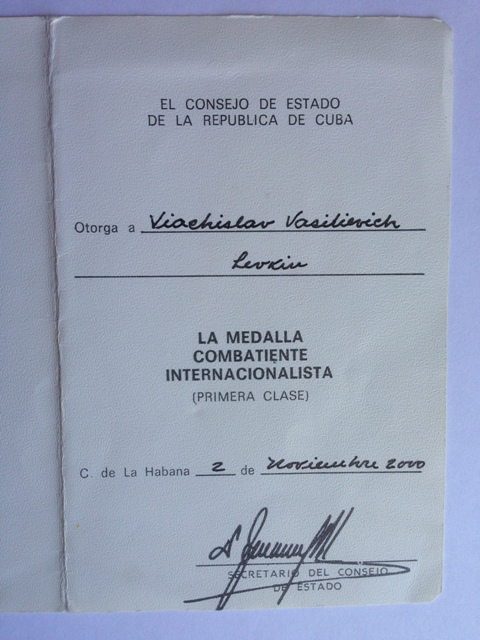 EL CONSEJO DE ESTADO
DE LA REPUBLICA DE CUBA
Otorga a Viachislav Vasilievich
Levkin
LA MEDALLA
COMBATIENTE
INTERNACIONALISTA
(PRIMERA CLASE)
C. de La Habana 2 de Noviembre 2000
SECRETARIO DEL CONSEJO
DE ESTADO